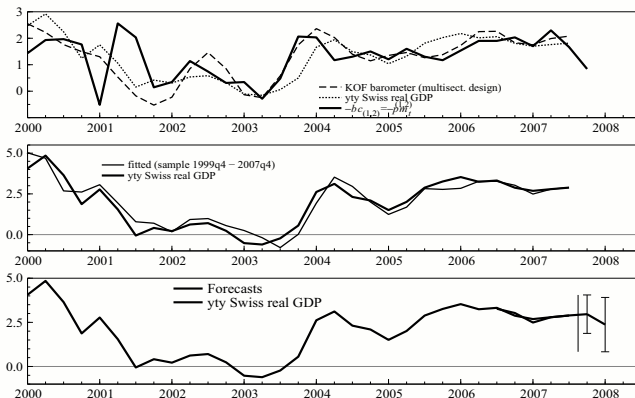 3
2
1
0
KOF barometer (multisect. design)
yty Swiss real GDP
2000 2001 2002 2003 2004 2005 2006 2007 2008
5.0
2.5
0.0
fitted (sample 1999q4 − 2007q4)
yty Swiss real GDP
2000 2001 2002 2003 2004 2005 2006 2007 2008
5.0
2.5
0.0
Forecasts
yty Swiss real GDP
2000 2001 2002 2003 2004 2005 2006 2007 2008